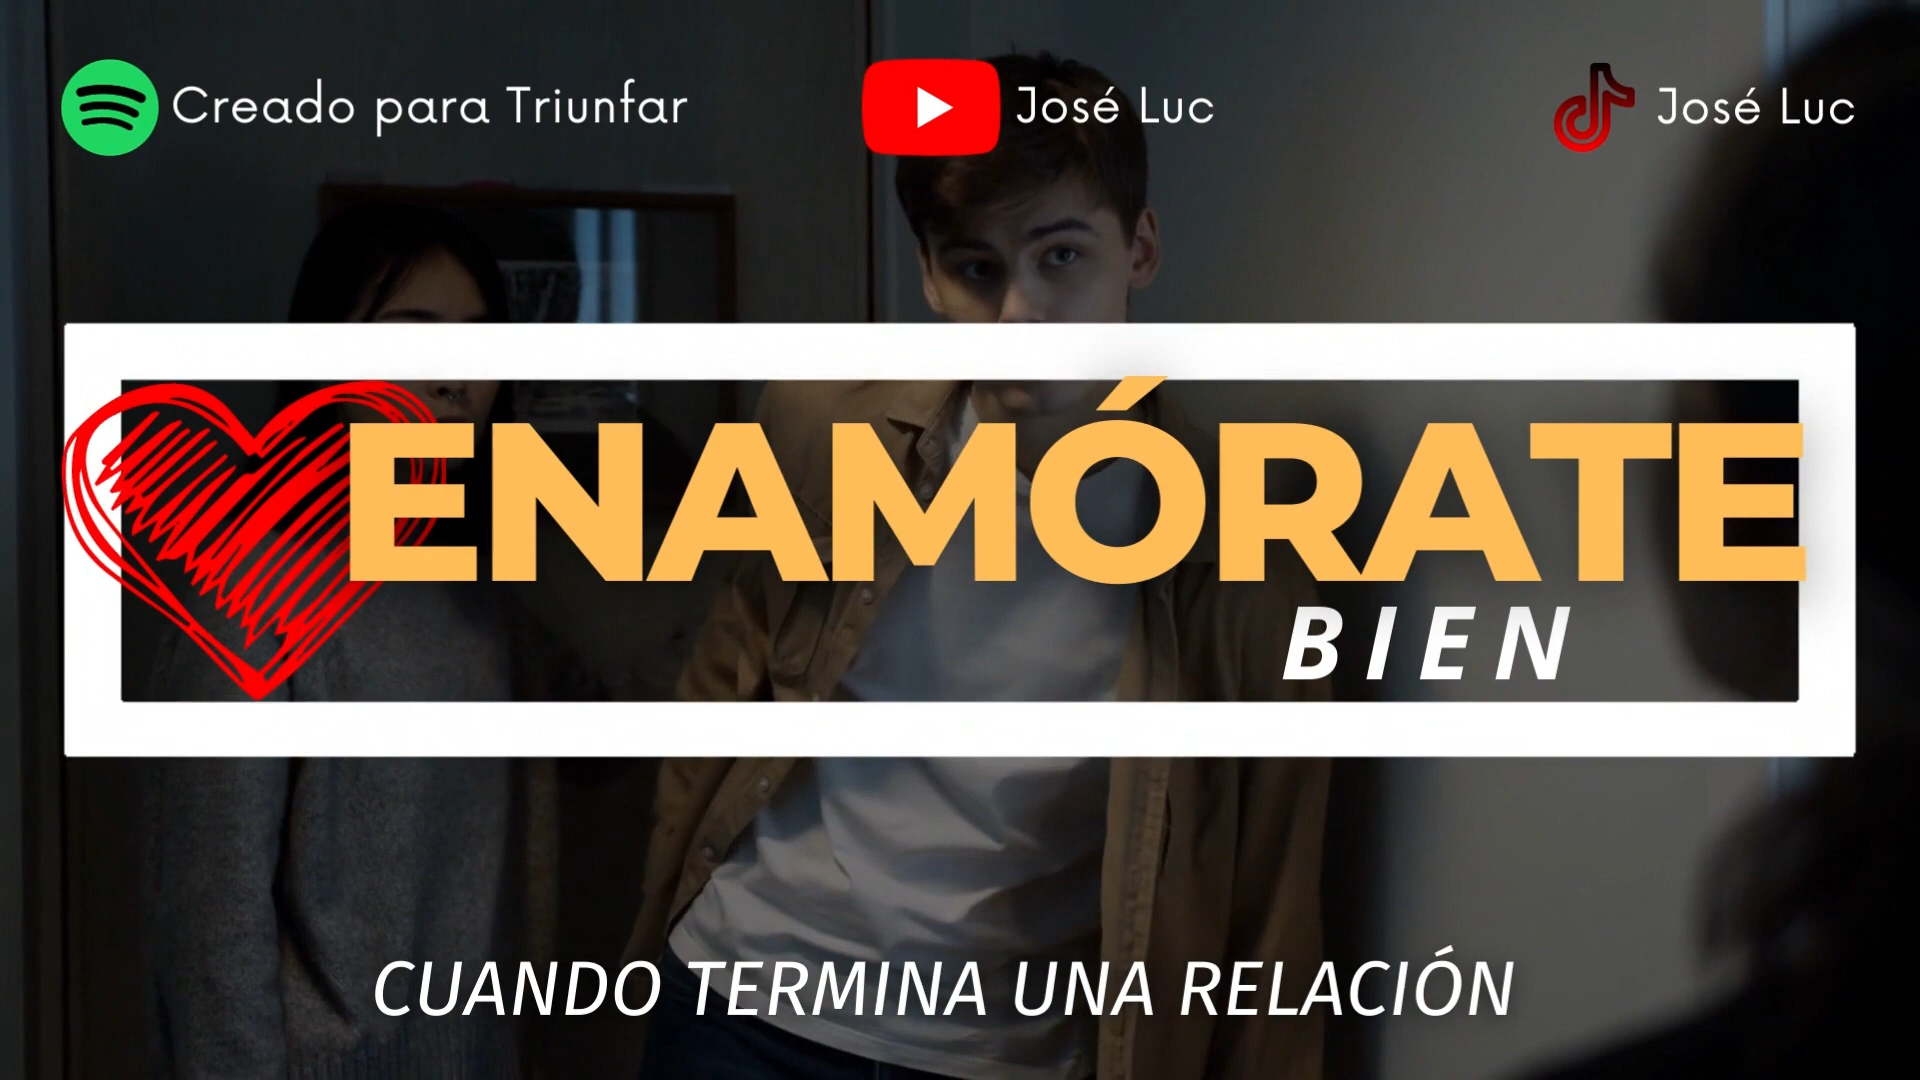 Creado para Triunfar
José Luc
José Luc
ENAMÓRATE
BIEN
CUANDO TERMINA UNA RELACIÓN